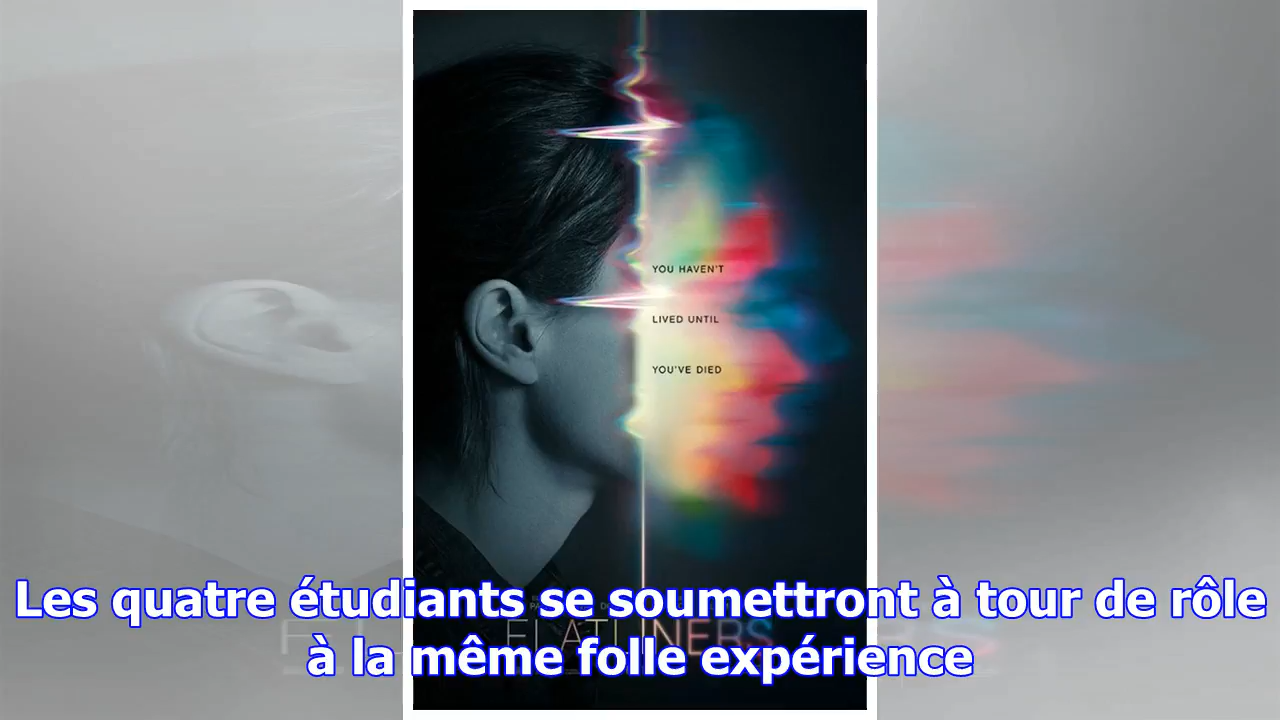 YOU HAVEN'T
LIVED UNTIL
YOU'VE DIED
FLATLINERS
Les quatre étudiants se soumettront à tour de rôle
à la même folle expérience